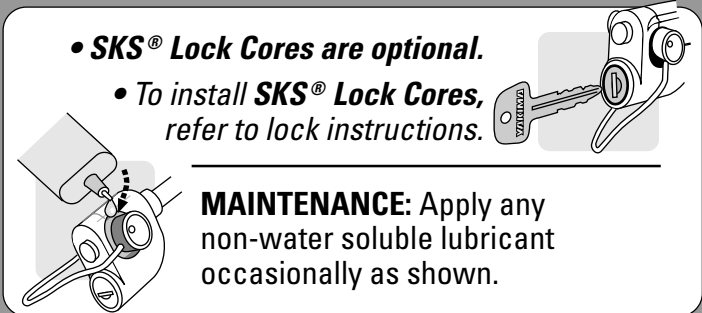 • SKS® Lock Cores are optional.
• To install SKS® Lock Cores,
refer to lock instructions.
YAKIMA
MAINTENANCE: Apply any
non-water soluble lubricant
occasionally as shown.